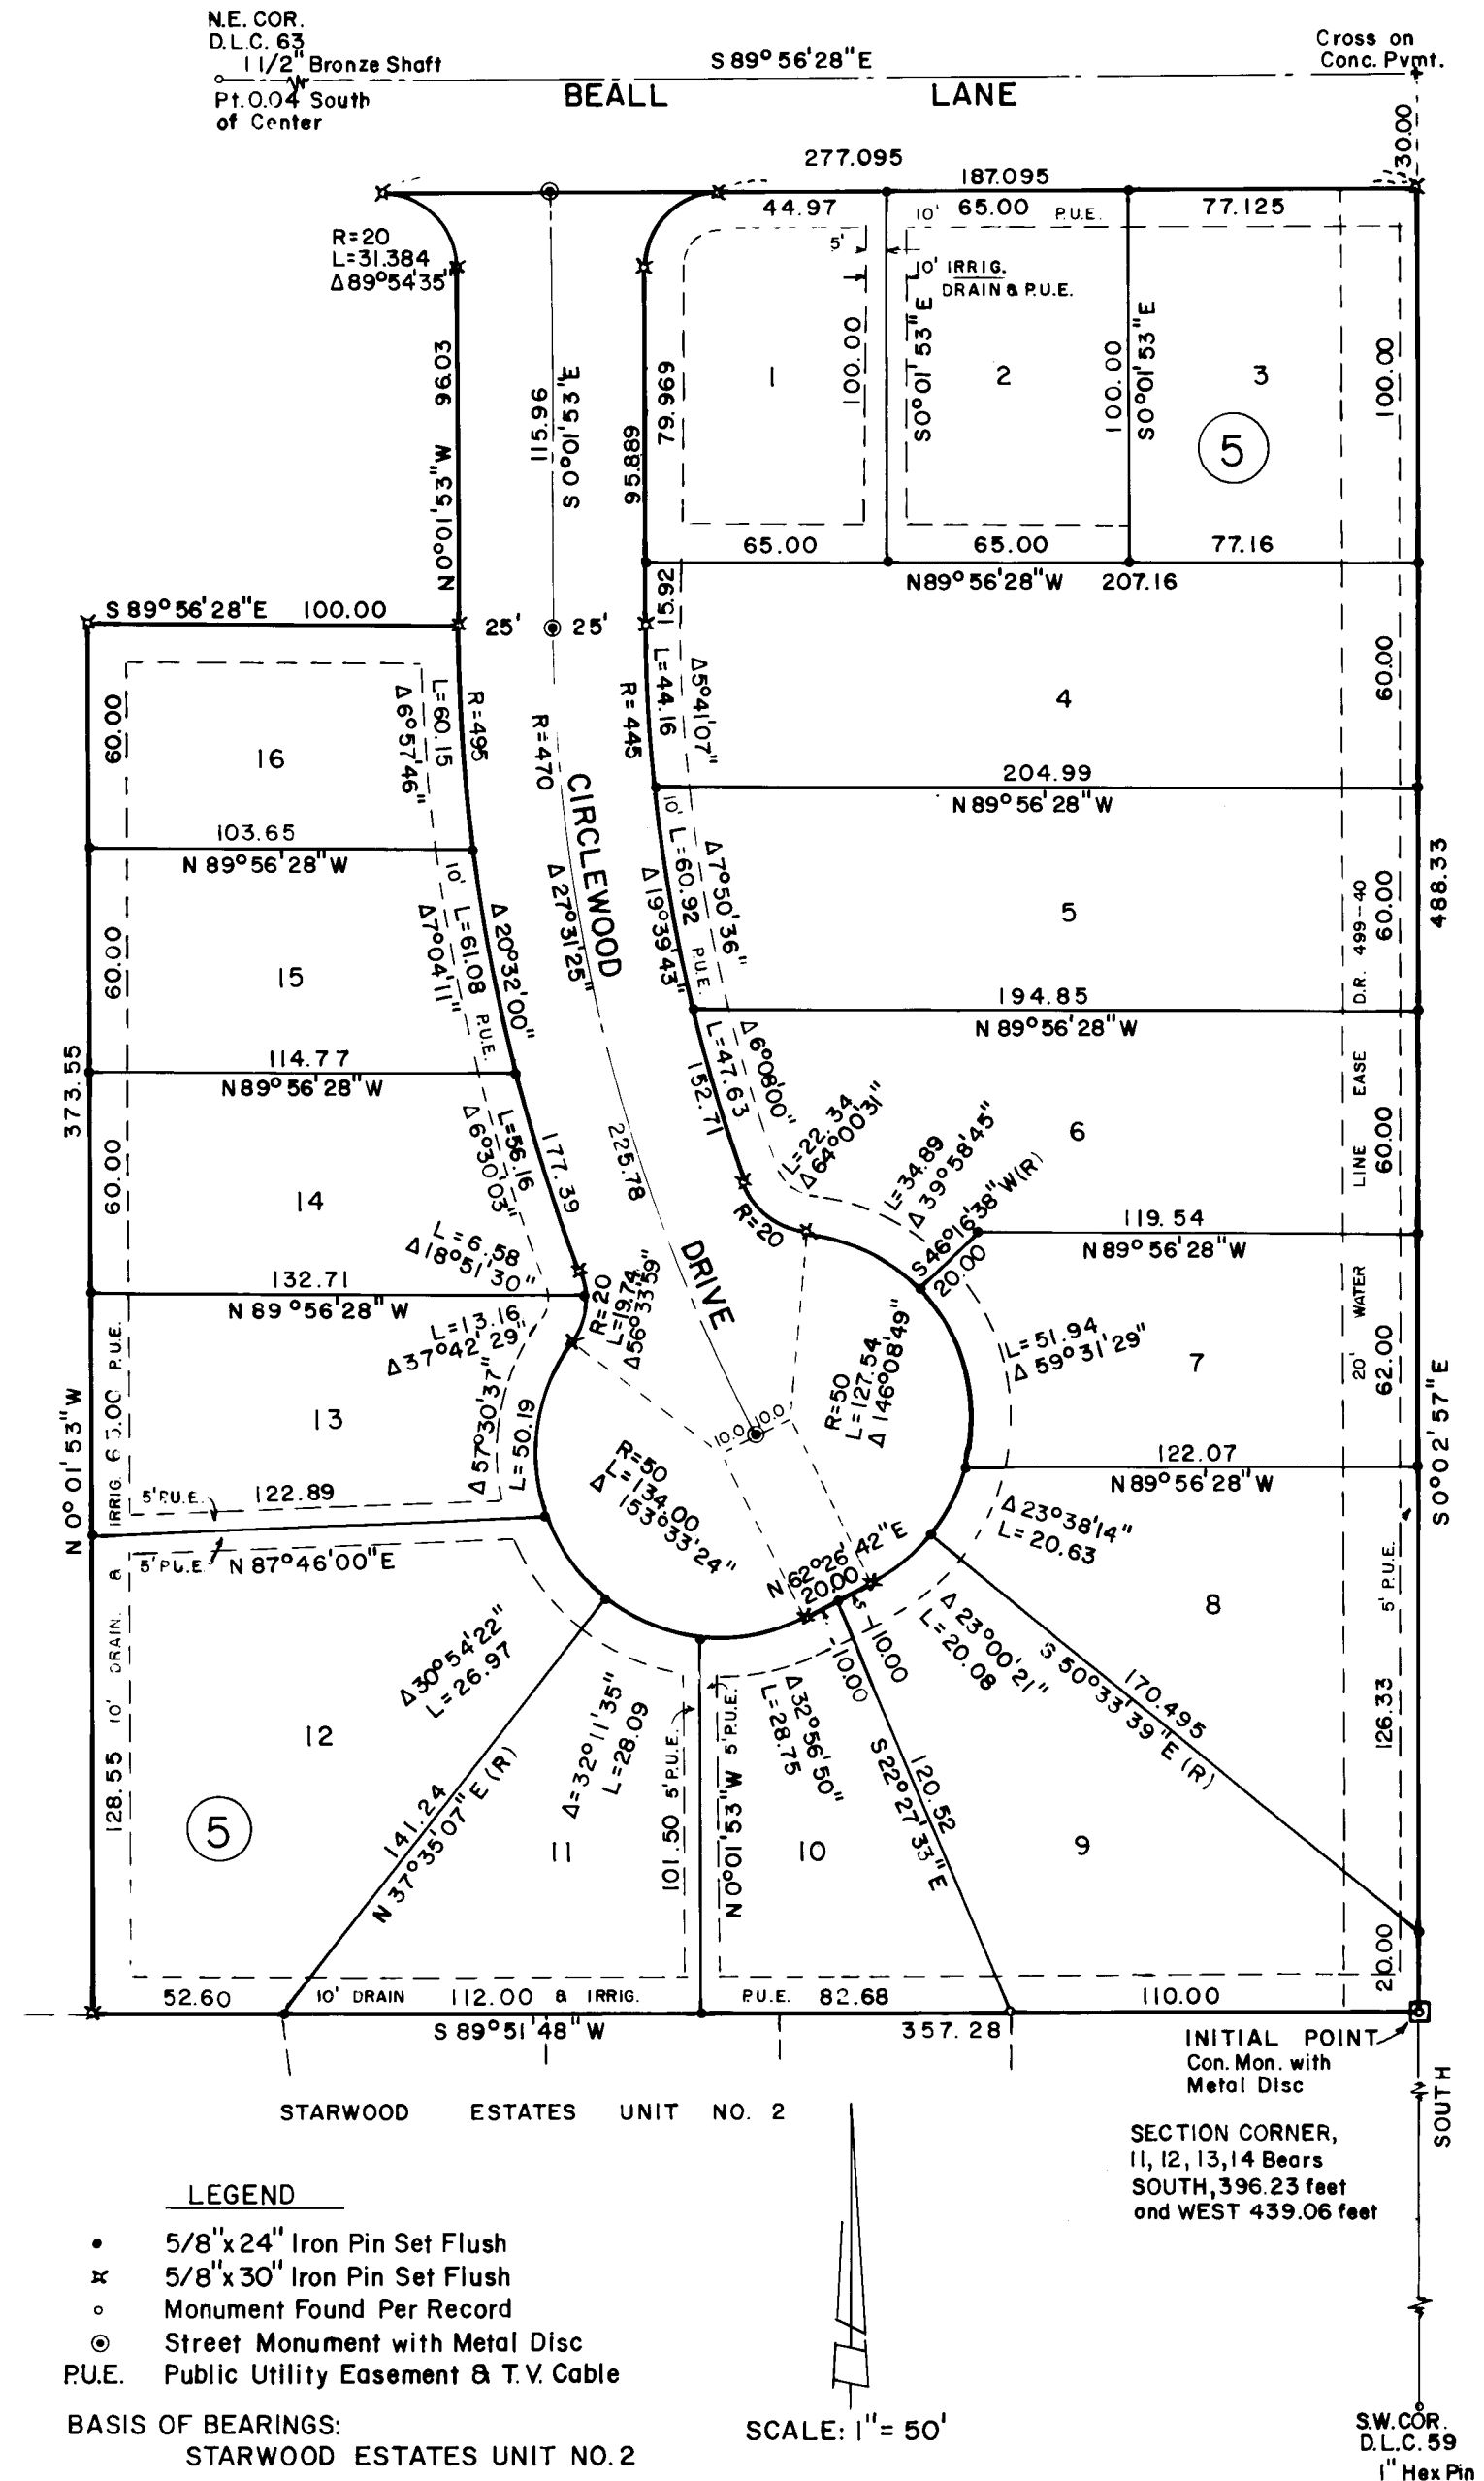 N.E. COR.
D.L.C. 63
1 1/2" Bronze Shaft
Pt. 0.04 South
of Center
S 89° 56' 28" E
Cross on
Conc. Pvmt.
BEALL LANE
30.00
277.095
187.095
44.97
10' 65.00 P.U.E.
77.125
R=20
L=31.384
Δ89°54'35"
5'
10' IRRIG.
DRAIN & P.U.E.
N 0°01'53" W 96.03
115.96
S 0°01'53"E
95.889
79.969
1
100.00
S0°01'53"E
2
100.00
S0°01'53"E
3
5
100.00
65.00
65.00
77.16
N89°56'28"W 207.16
15.92
S 89°56'28"E 100.00
25' 25'
60.00
16
Δ6°57'46"
L=60.15
R=495
R=470
R=445
L=44.16
Δ5°41'07"
4
60.00
204.99
N 89°56'28" W
103.65
N 89°56'28" W
CIRCLEWOOD
Δ27°31'25"
10' L=60.92 P.U.E.
Δ19°39'43"
Δ7°50'36"
5
D.R. 499-40
60.00
488.33
60.00
15
10' L=61.08 P.U.E.
Δ7°04'11"
Δ20°32'00"
194.85
N 89°56'28" W
114.77
N89°56'28" W
373.55
60.00
14
Δ6°30'03"
L=56.16
177.39
225.78
152.71
L=47.63
Δ6°08'00"
L=22.34
Δ64°00'31"
R=20
L=34.89
Δ39°58'45"
6
LINE EASE
60.00
S46°16'38"W(R)
20.00
119.54
N89°56'28" W
L=6.58
Δ18°51'30"
132.71
N 89°56'28" W
L=13.16
Δ37°42'29"
R=20
L=19.74
Δ56°33'59"
DRIVE
R=50
L=127.54
Δ146°08'49"
L=51.94
Δ59°31'29"
7
20' WATER
62.00
S0°02'57"E
N 0°01'53" W
IRRIG. P.U.E.
13
Δ57°30'37"
L=50.19
10.0 10.0
R=50
L=134.00
Δ 153°33'24"
122.07
N89°56'28" W
5'P.U.E.
122.89
5'P.U.E. N 87°46'00"E
Δ23°38'14"
L=20.63
N 62°26'42"E
20.00
5' P.U.E.
8
10' DRAIN. &
128.55
12
5
Δ30°54'22"
L=26.97
141.24
N 37°35'07"E (R)
Δ=32°11'35"
L=28.09
11
101.50 5'P.U.E.
N 0°01'53" W 5'P.U.E.
Δ32°56'50"
L=28.75
10.00
10.00
10
120.52
S22°27'33"E
Δ23°00'21"
L=20.08
170.495
S 50°33'39"E (R)
9
126.33
20.00
52.60 10' DRAIN 112.00 & IRRIG. P.U.E. 82.68 110.00
S 89°51'48" W 357.28
INITIAL POINT
Con. Mon. with
Metal Disc
STARWOOD ESTATES UNIT NO. 2
SOUTH
SECTION CORNER,
11, 12, 13, 14 Bears
SOUTH, 396.23 feet
and WEST 439.06 feet
LEGEND
5/8"x 24" Iron Pin Set Flush
5/8"x 30" Iron Pin Set Flush
Monument Found Per Record
Street Monument with Metal Disc
P.U.E. Public Utility Easement & T.V. Cable
BASIS OF BEARINGS:
STARWOOD ESTATES UNIT NO. 2
SCALE: 1" = 50'
S.W. COR.
D.L.C. 59
1" Hex Pin